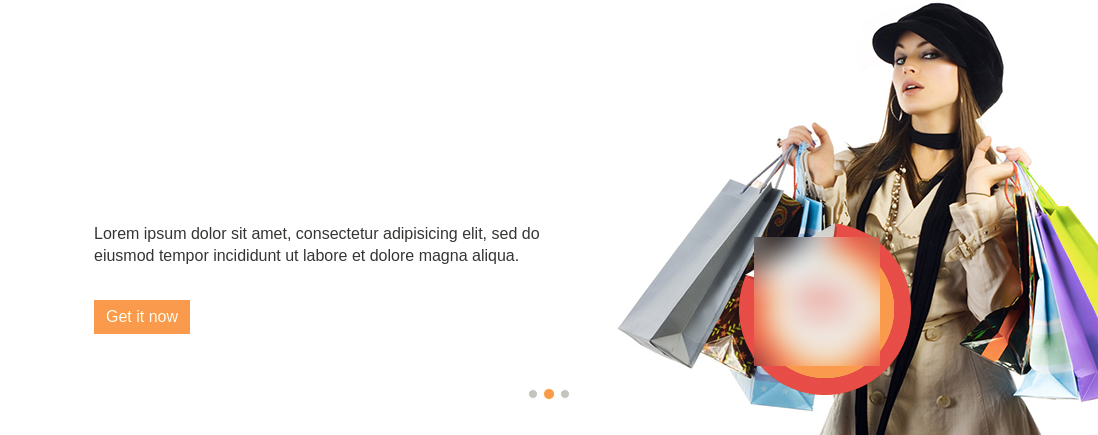 Lorem ipsum dolor sit amet, consectetur adipisicing elit, sed do
eiusmod tempor incididunt ut labore et dolore magna aliqua.
Get it now